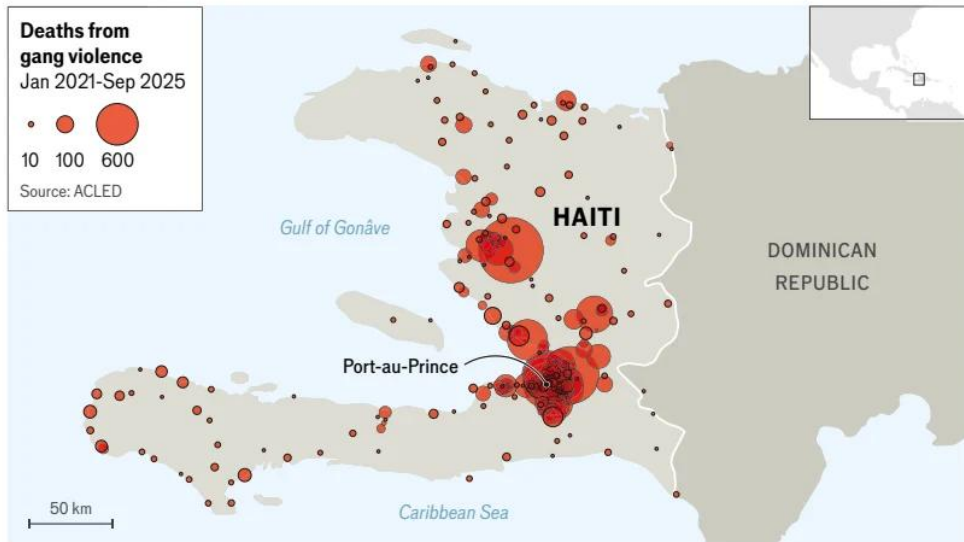 Deaths from
gang violence
Jan 2021-Sep 2025
10 100 600
Source: ACLED
Gulf of Gonâve
HAITI
DOMINICAN
REPUBLIC
Port-au-Prince
50 km
Caribbean Sea